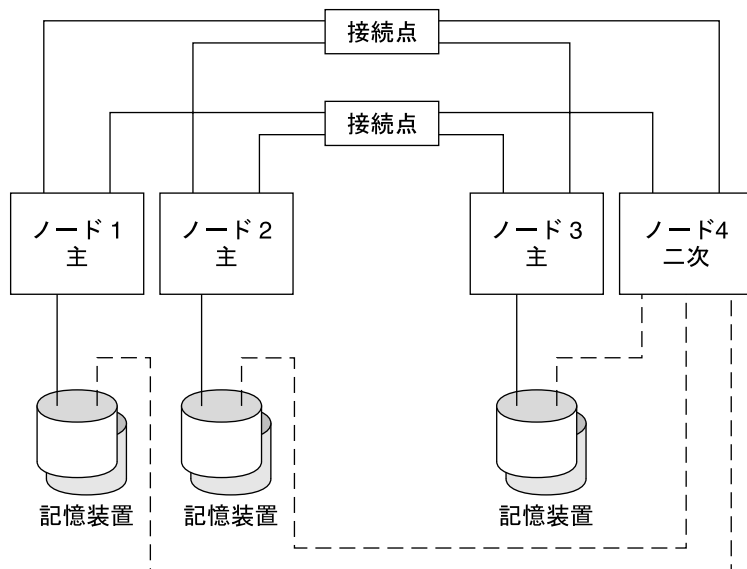 接続点
接続点
ノード 1
主
ノード 2
主
ノード 3
主
ノード4
二次
記憶装置
記憶装置
記憶装置